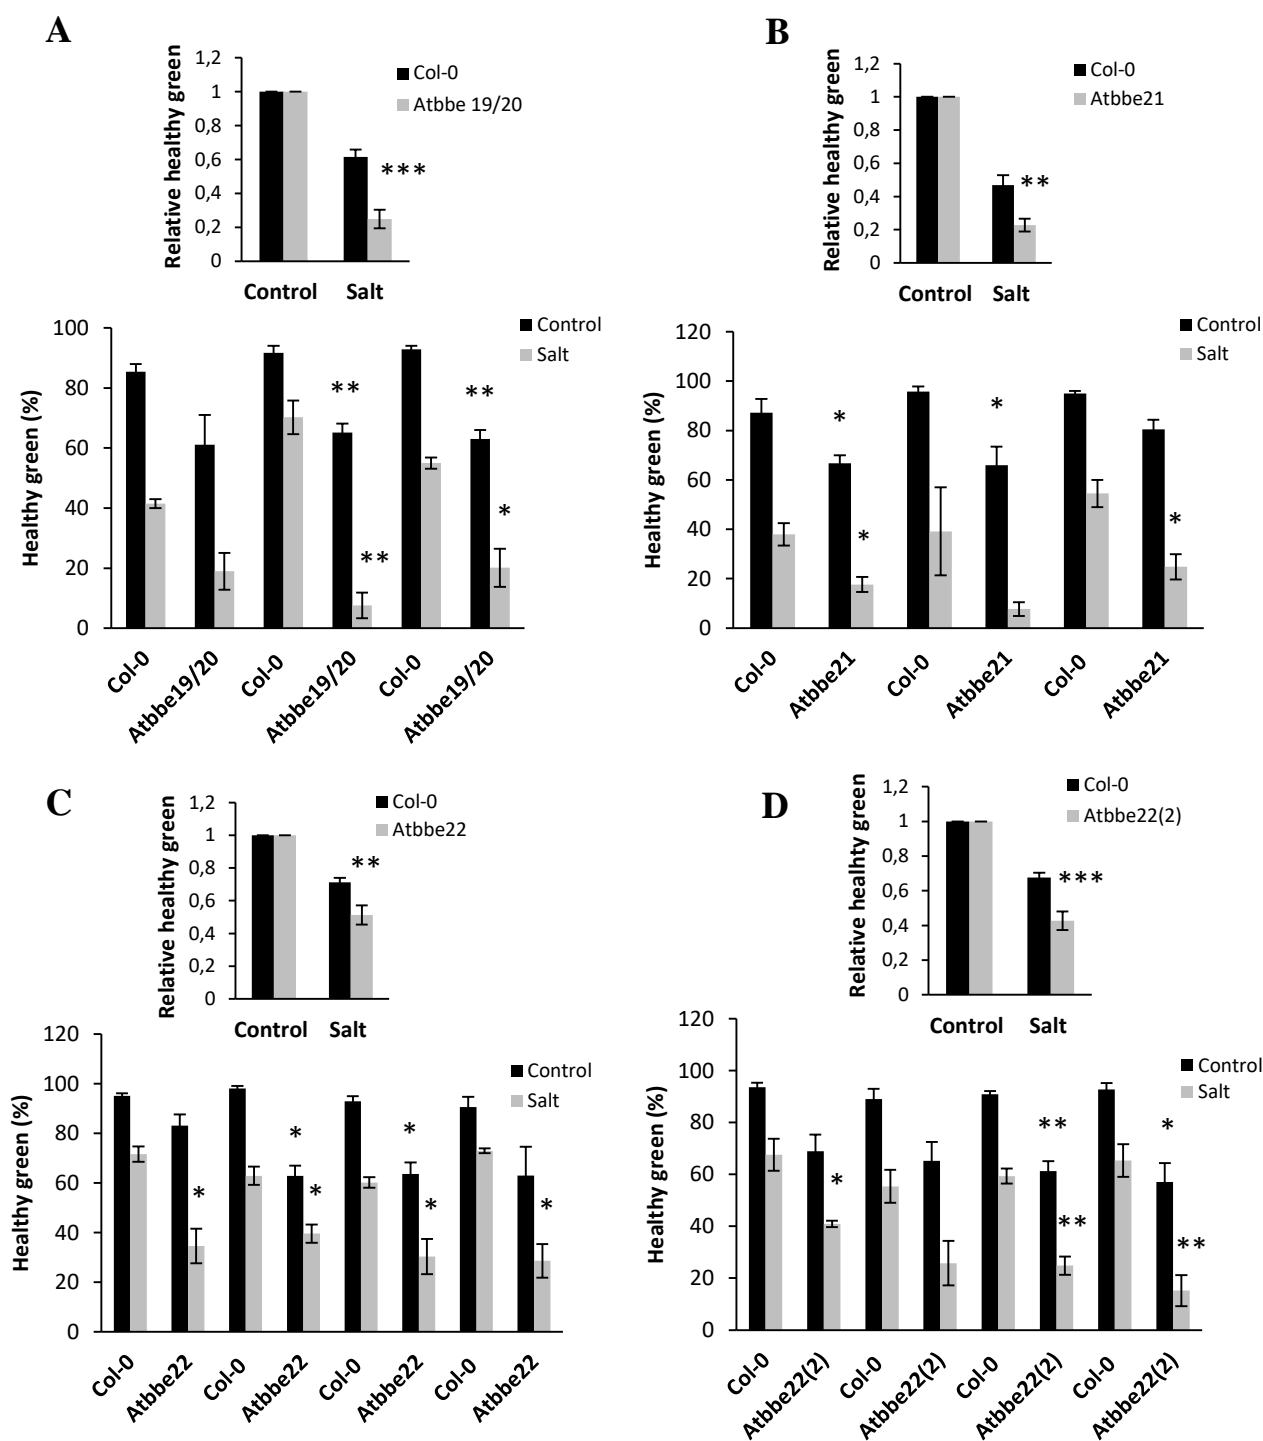 A
Relative healthy green
1,2
1
0,8
0,6
0,4
0,2
0
Col-0
Atbbe 19/20
***
Control Salt
Healthy green (%)
100
80
60
40
20
0
Control
Salt
** **
** *
Col-0 Atbbe19/20 Col-0 Atbbe19/20 Col-0 Atbbe19/20
B
Relative healthy green
1,2
1
0,8
0,6
0,4
0,2
0
Col-0
Atbbe21
**
Control Salt
Healthy green (%)
120
100
80
60
40
20
0
Control
Salt
* *
* *
Col-0 Atbbe21 Col-0 Atbbe21 Col-0 Atbbe21
C
Relative healthy green
1,2
1
0,8
0,6
0,4
0,2
0
Col-0
Atbbe22
**
Control Salt
Healthy green (%)
120
100
80
60
40
20
0
Control
Salt
* *
* * * *
Col-0 Atbbe22 Col-0 Atbbe22 Col-0 Atbbe22 Col-0 Atbbe22
D
Relative healhty green
1,2
1
0,8
0,6
0,4
0,2
0
Col-0
Atbbe22(2)
***
Control Salt
Healthy green (%)
120
100
80
60
40
20
0
Control
Salt
** *
* ** **
Col-0 Atbbe22(2) Col-0 Atbbe22(2) Col-0 Atbbe22(2) Col-0 Atbbe22(2)